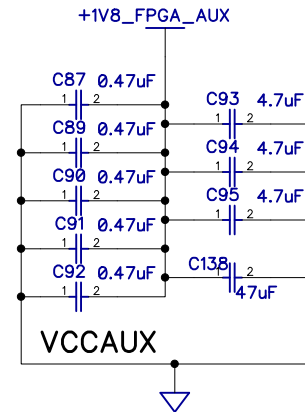 +1V8_FPGA_AUX
C87 0.47uF
1 2
C93 4.7uF
1 2
C89 0.47uF
1 2
C94 4.7uF
1 2
C90 0.47uF
1 2
C95 4.7uF
1 2
C91 0.47uF
1 2
C138
1 2
47uF
C92 0.47uF
1 2
VCCAUX